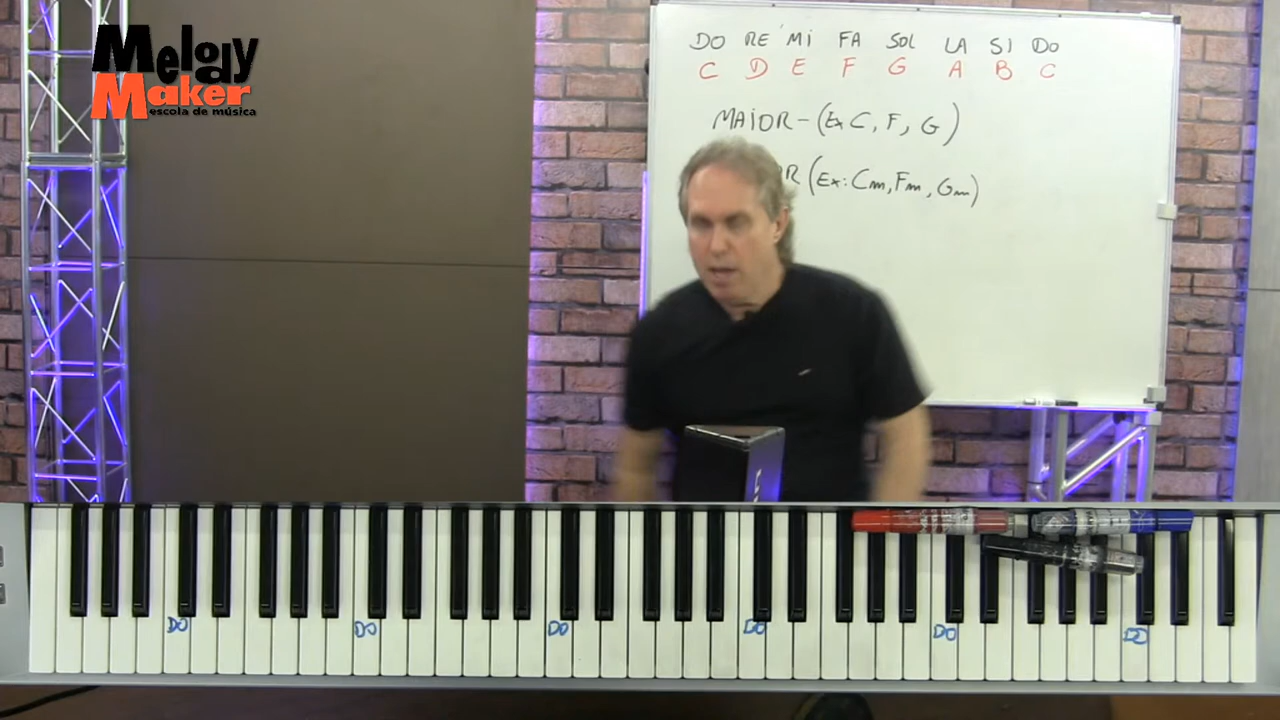 Melody
Maker
escola de música
DO RE MI FA SOL LA SI DO
C D E F G A B C
MAIOR - (Ex C, F, G)
R (Ex: Cm, Fm, Gm)
DO DO DO DO DO DO